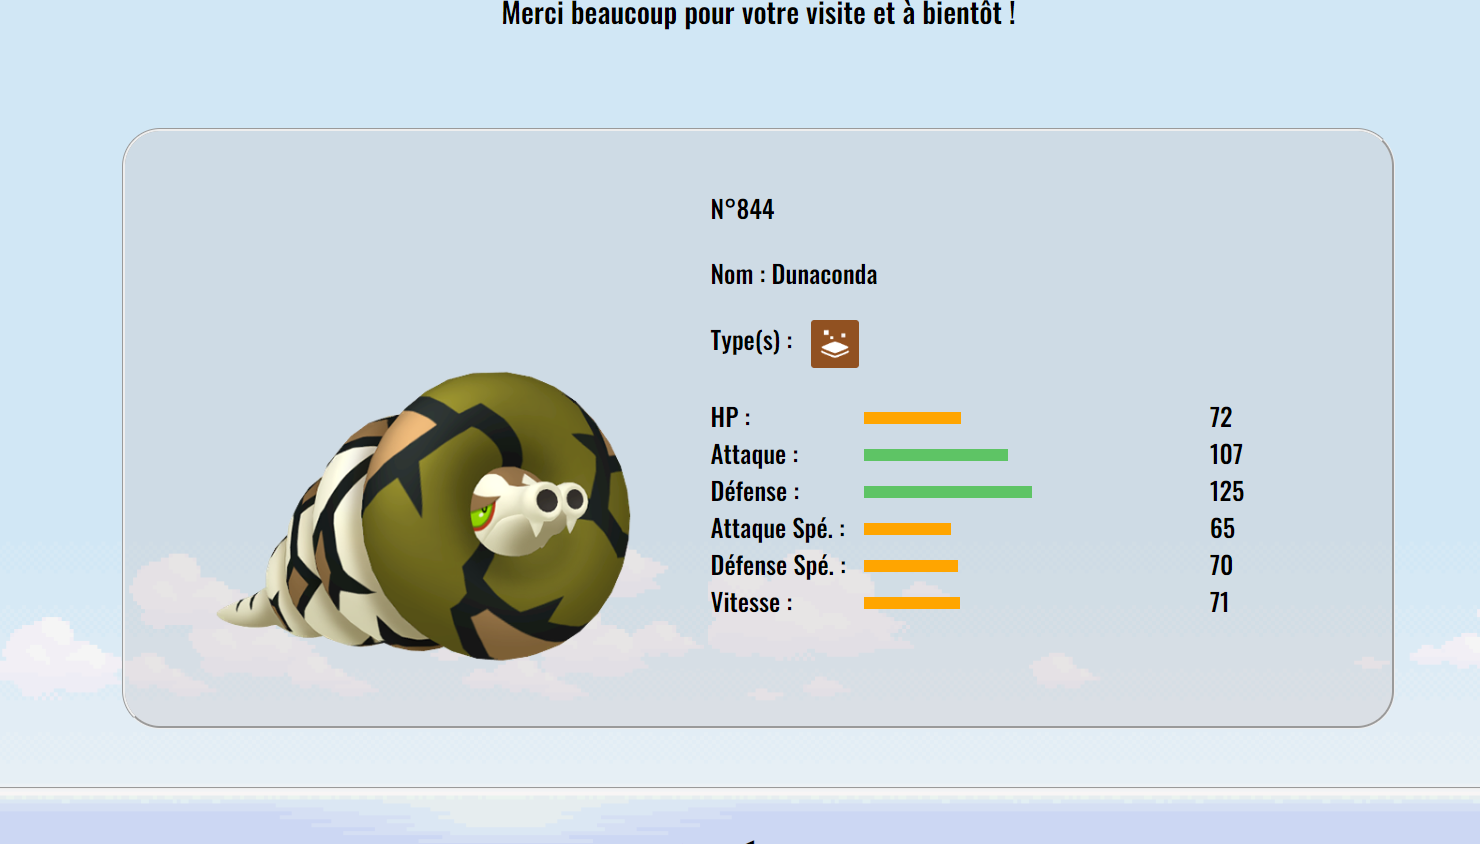 Merci beaucoup pour votre visite et à bientôt !
N°844
Nom : Dunaconda
Type(s) :
HP : 72
Attaque : 107
Défense : 125
Attaque Spé. : 65
Défense Spé. : 70
Vitesse : 71